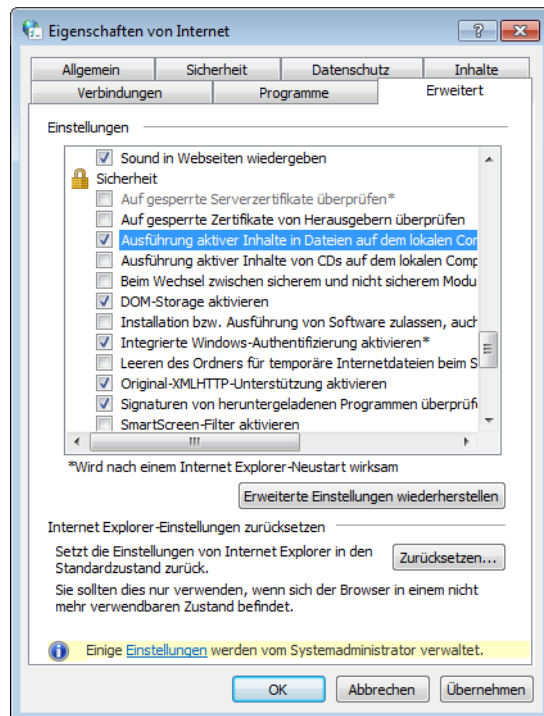 Eigenschaften von Internet
Allgemein Sicherheit Datenschutz Inhalte
Verbindungen Programme Erweitert
Einstellungen
Sound in Webseiten wiedergeben
Sicherheit
Auf gesperrte Serverzertifikate überprüfen*
Auf gesperrte Zertifikate von Herausgebern überprüfen
Ausführung aktiver Inhalte in Dateien auf dem lokalen Con
Ausführung aktiver Inhalte von CDs auf dem lokalen Comp
Beim Wechsel zwischen sicherem und nicht sicherem Modu
DOM-Storage aktivieren
Installation bzw. Ausführung von Software zulassen, auch
Integrierte Windows-Authentifizierung aktivieren*
Leeren des Ordners für temporäre Internetdateien beim S
Original-XMLHTTP-Unterstützung aktivieren
Signaturen von heruntergeladenen Programmen überprüfe
SmartScreen-Filter aktivieren
*Wird nach einem Internet Explorer-Neustart wirksam
Erweiterte Einstellungen wiederherstellen
Internet Explorer-Einstellungen zurücksetzen
Setzt die Einstellungen von Internet Explorer in den
Standardzustand zurück.
Zurücksetzen...
Sie sollten dies nur verwenden, wenn sich der Browser in einem nicht
mehr verwendbaren Zustand befindet.
Einige Einstellungen werden vom Systemadministrator verwaltet.
OK Abbrechen Übernehmen